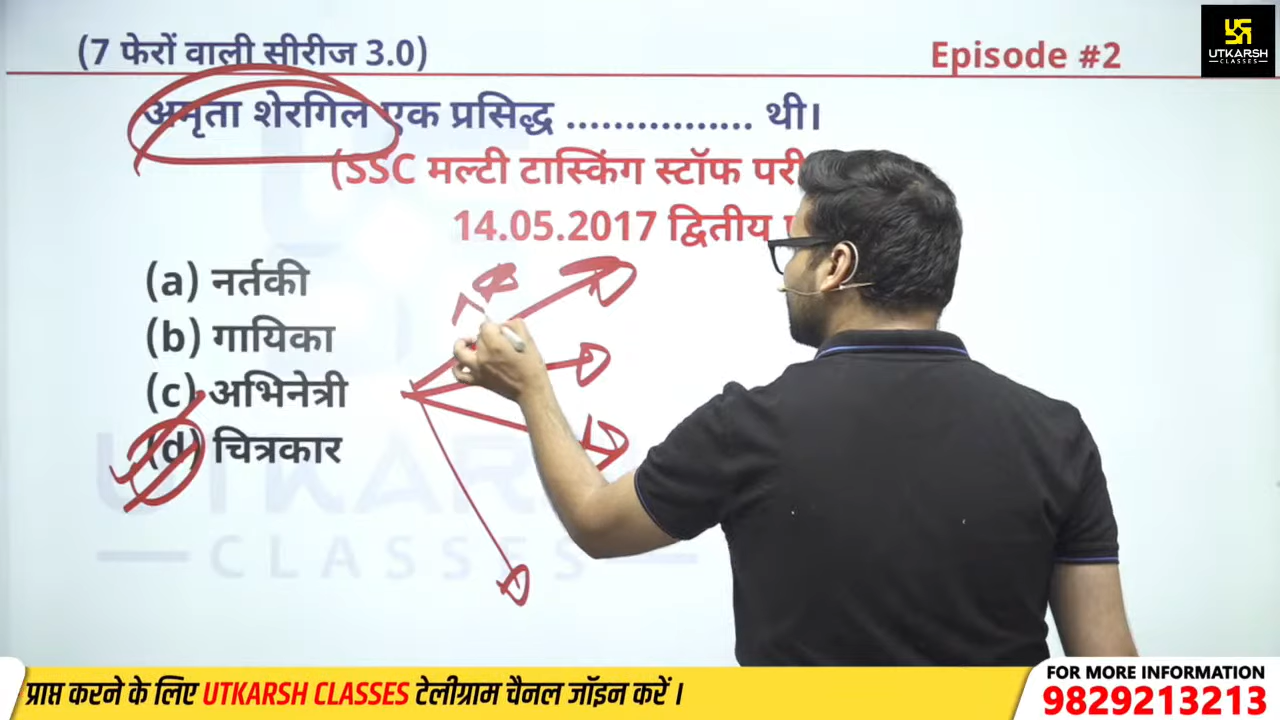 (7 फेरों वाली सीरीज 3.0)
Episode #2
UTKARSH
CLASSES
अमृता शेरगिल एक प्रसिद्ध ................ थी।
(SSC मल्टी टास्किंग स्टॉफ
14.05.2017 द्वितीय
(a) नर्तकी
(b) गायिका
(c) अभिनेत्री
(d) चित्रकार
CLASSES
प्राप्त करने के लिए UTKARSH CLASSES टेलीग्राम चैनल जॉइन करें ।
FOR MORE INFORMATION
9829213213